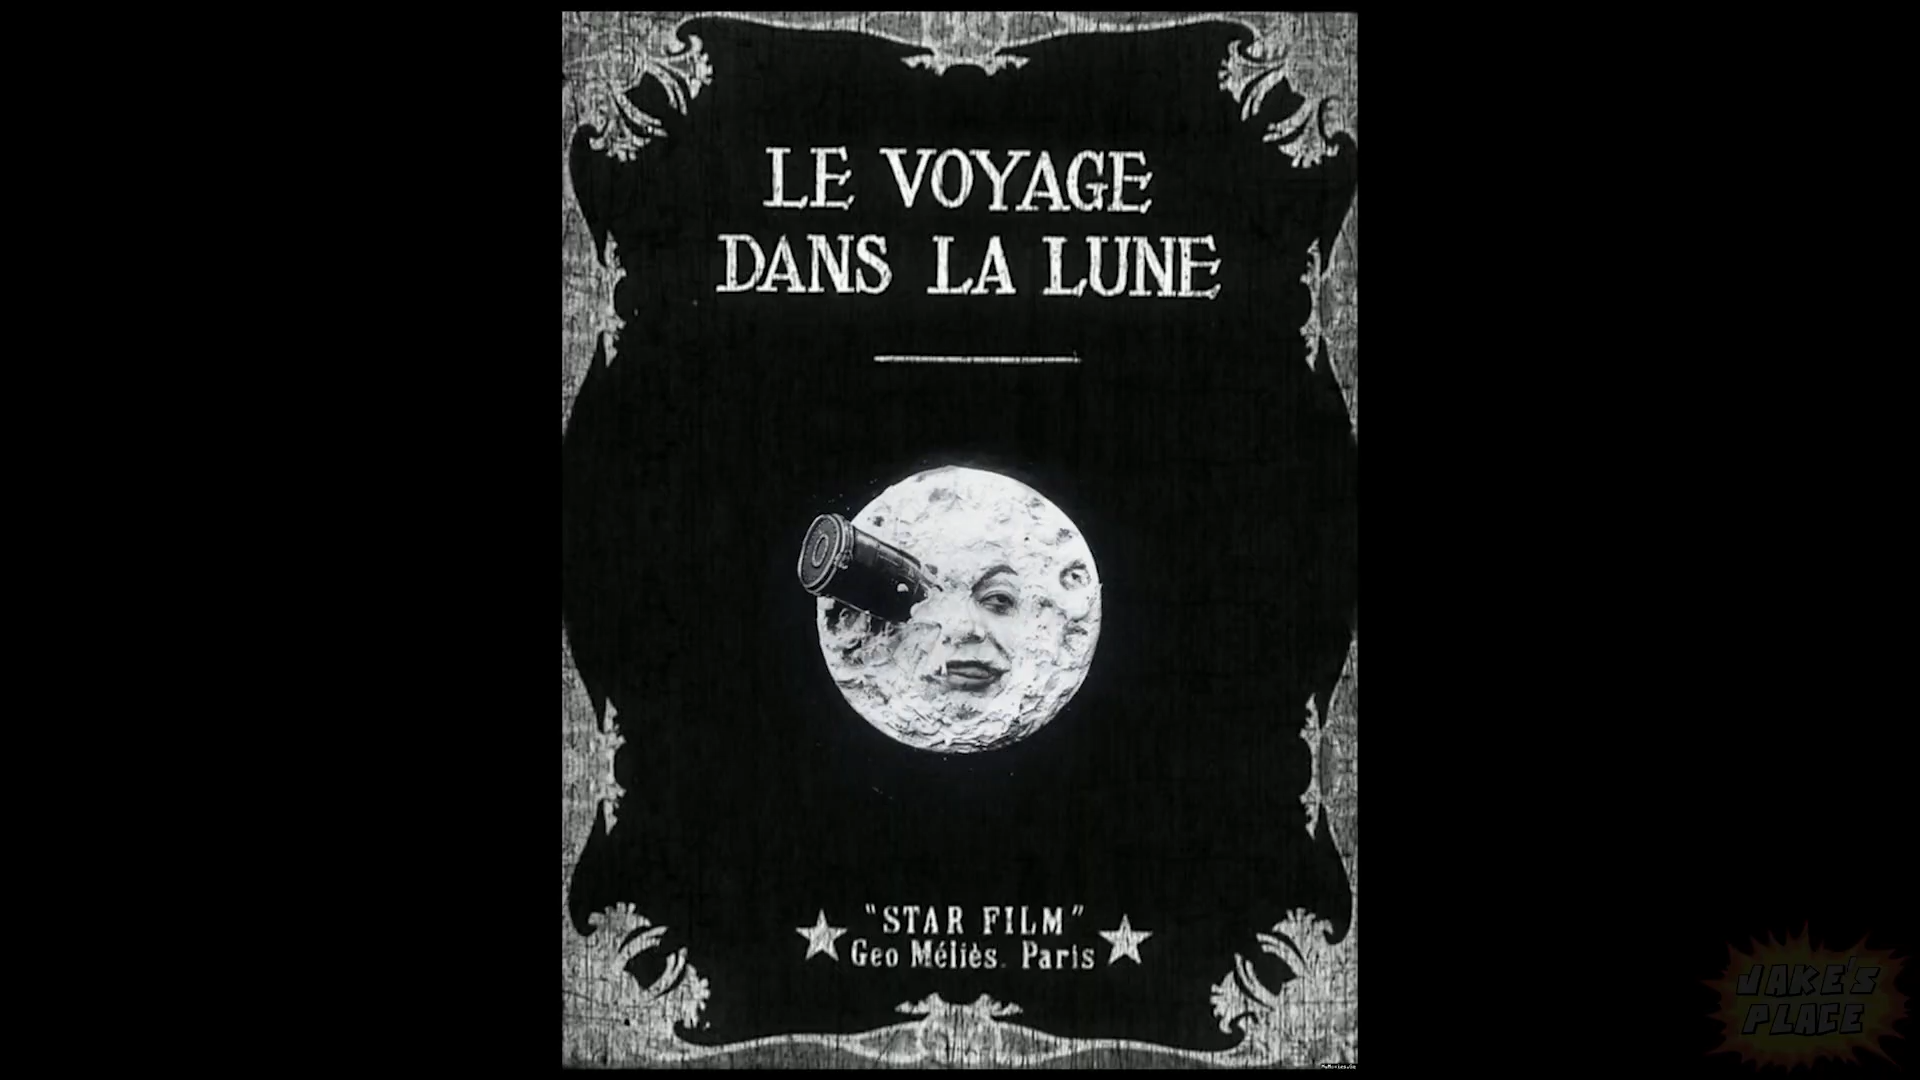 LE VOYAGE
DANS LA LUNE
"STAR FILM"
Geo Méliès. Paris
JAKE'S
PLACE